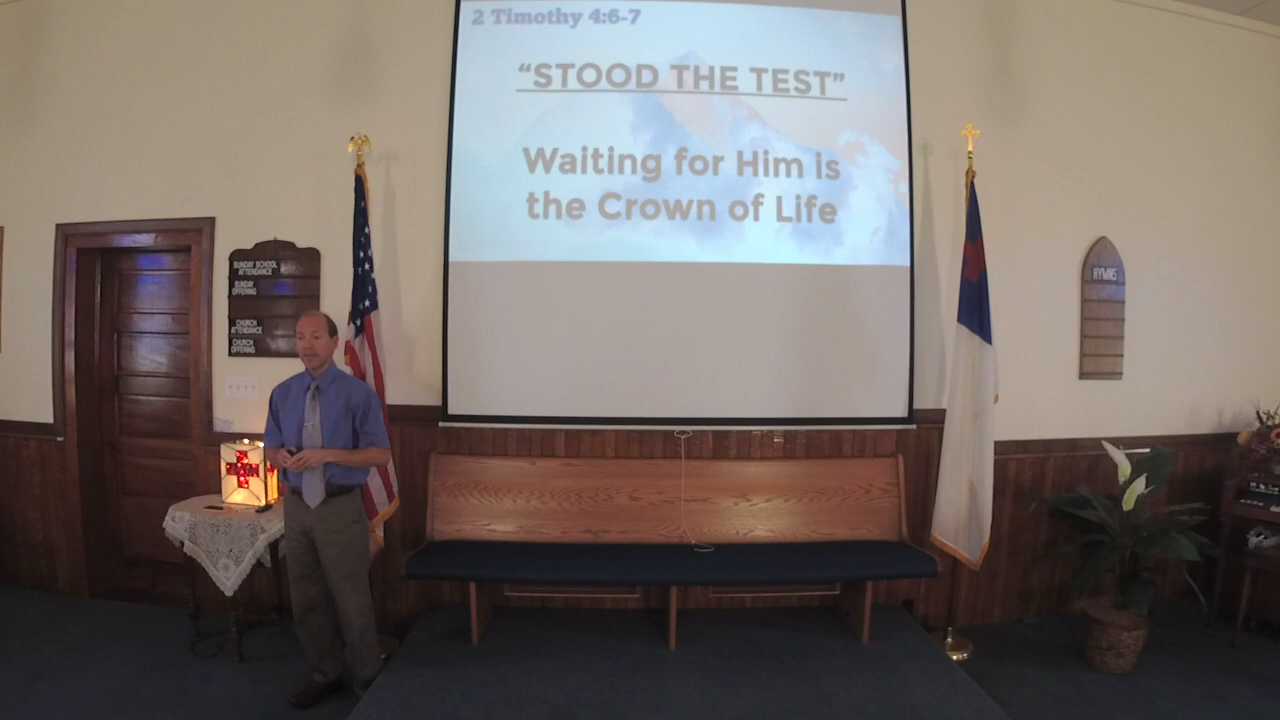 2 Timothy 4:6-7
“STOOD THE TEST”
Waiting for Him is
the Crown of Life
SUNDAY SCHOOL
ATTENDANCE
SUNDAY
OFFERING
CHURCH
ATTENDANCE
CHURCH
OFFERING
HYMNS